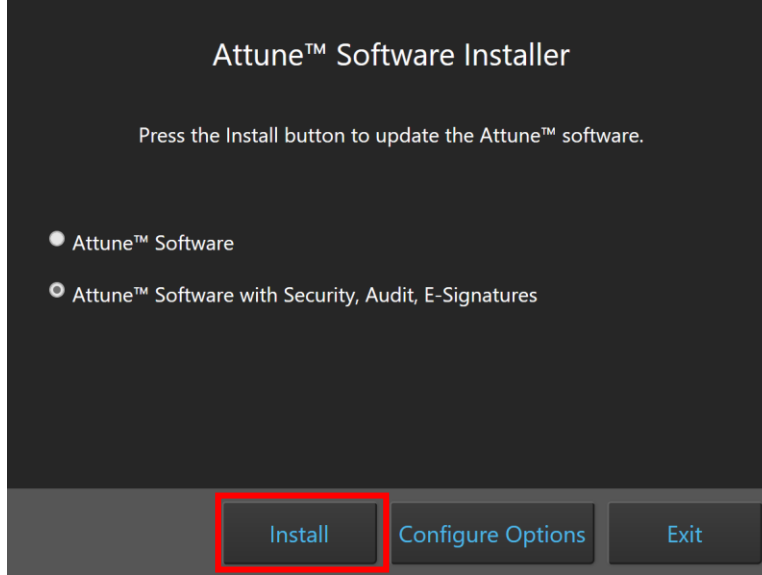 Attune™ Software Installer
Press the Install button to update the Attune™ software.
Attune™ Software
Attune™ Software with Security, Audit, E-Signatures
Install
Configure Options
Exit